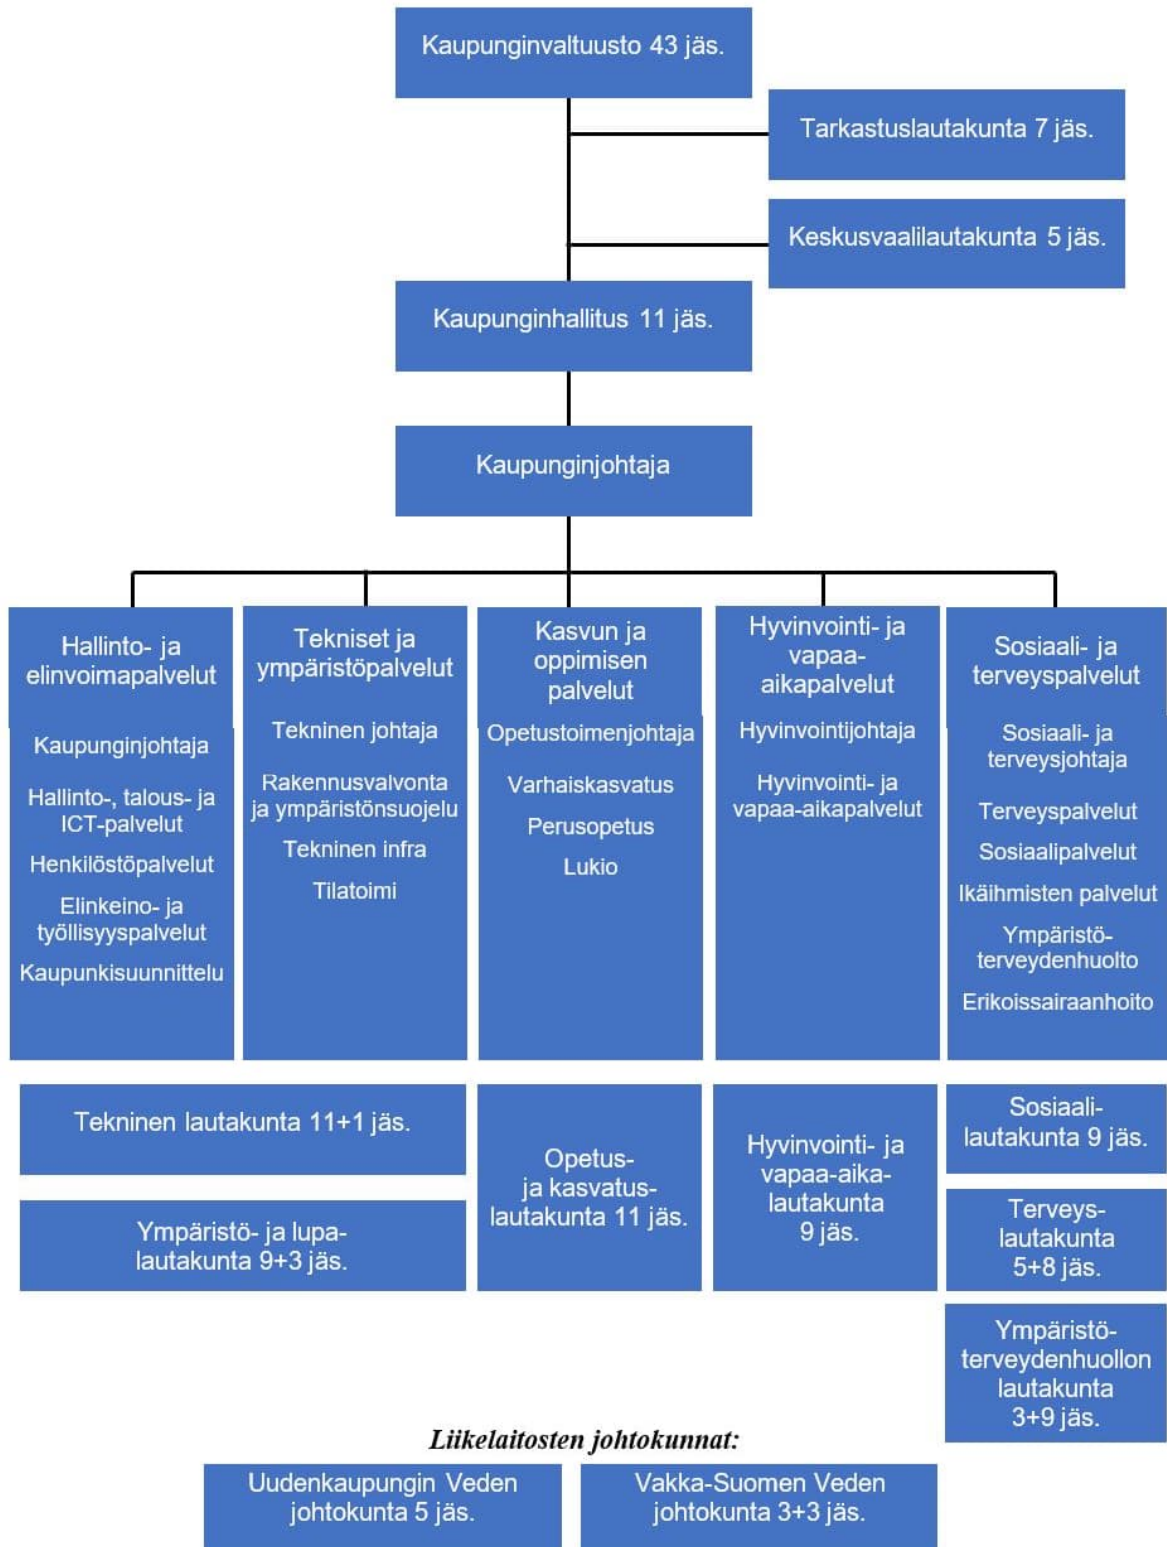 Kaupunginvaltuusto 43 jäs.
Tarkastuslautakunta 7 jäs.
Keskusvaalilautakunta 5 jäs.
Kaupunginhallitus 11 jäs.
Kaupunginjohtaja
Hallinto- ja
elinvoimapalvelut
Kaupunginjohtaja
Hallinto-, talous- ja
ICT-palvelut
Henkilöstöpalvelut
Elinkeino- ja
työllisyyspalvelut
Kaupunkisuunnittelu
Tekniset ja
ympäristöpalvelut
Tekninen johtaja
Rakennusvalvonta
ja ympäristönsuojelu
Tekninen infra
Tilatoimi
Kasvun ja
oppimisen
palvelut
Opetustoimenjohtaja
Varhaiskasvatus
Perusopetus
Lukio
Hyvinvointi- ja
vapaa-
aikapalvelut
Hyvinvointijohtaja
Hyvinvointi- ja
vapaa-aikapalvelut
Sosiaali- ja
terveyspalvelut
Sosiaali- ja
terveysjohtaja
Terveyspalvelut
Sosiaalipalvelut
Ikäihmisten palvelut
Ympäristö-
terveydenhuolto
Erikoissairaanhoito
Tekninen lautakunta 11+1 jäs.
Ympäristö- ja lupa-
lautakunta 9+3 jäs.
Opetus-
ja kasvatus-
lautakunta 11 jäs.
Hyvinvointi- ja
vapaa-aika-
lautakunta
9 jäs.
Sosiaali-
lautakunta 9 jäs.
Terveys-
lautakunta
5+8 jäs.
Ympäristö-
terveydenhuollon
lautakunta
3+9 jäs.
Liikelaitosten johtokunnat:
Uudenkaupungin Veden
johtokunta 5 jäs.
Vakka-Suomen Veden
johtokunta 3+3 jäs.